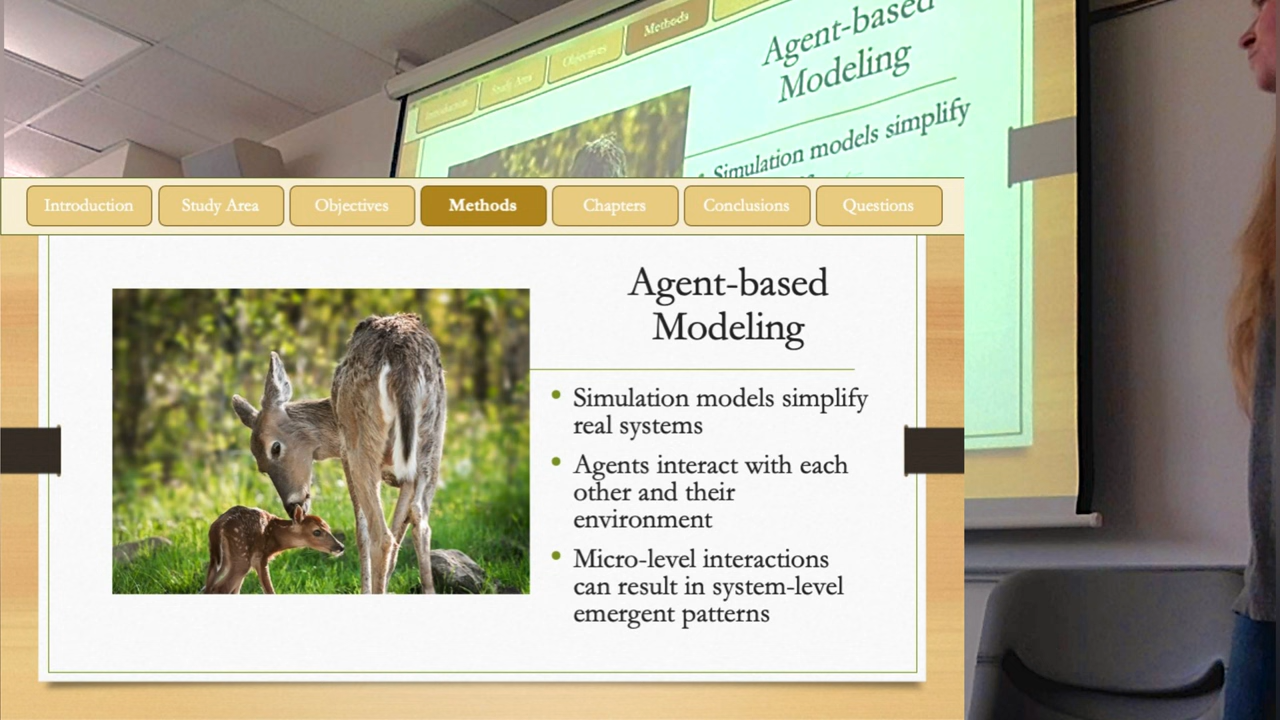 Introduction
Study Area
Objectives
Methods
Agent-based
Modeling
Simulation models simplify
Introduction
Study Area
Objectives
Methods
Chapters
Conclusions
Questions
Agent-based
Modeling
• Simulation models simplify
real systems
• Agents interact with each
other and their
environment
• Micro-level interactions
can result in system-level
emergent patterns